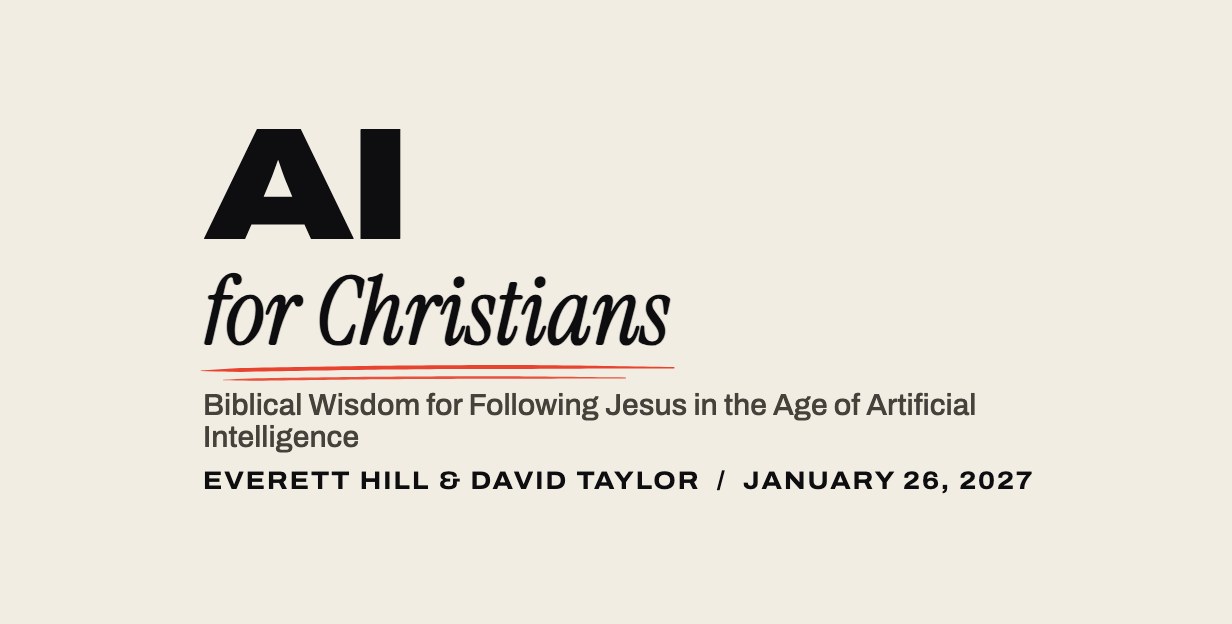 AI
for Christians
Biblical Wisdom for Following Jesus in the Age of Artificial
Intelligence
EVERETT HILL & DAVID TAYLOR / JANUARY 26, 2027